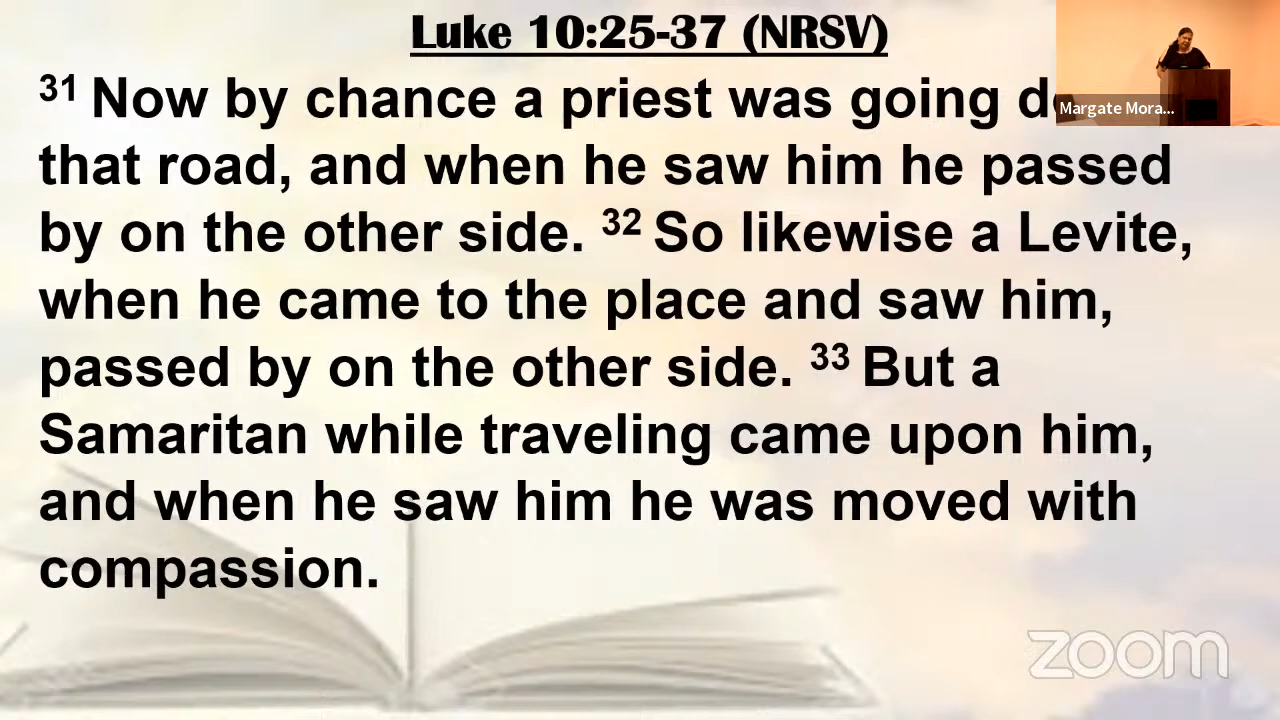 Luke 10:25-37 (NRSV)
31 Now by chance a priest was going
that road, and when he saw him he passed
by on the other side. 32 So likewise a Levite,
when he came to the place and saw him,
passed by on the other side. 33 But a
Samaritan while traveling came upon him,
and when he saw him he was moved with
compassion.
Margate Mora...
zoom